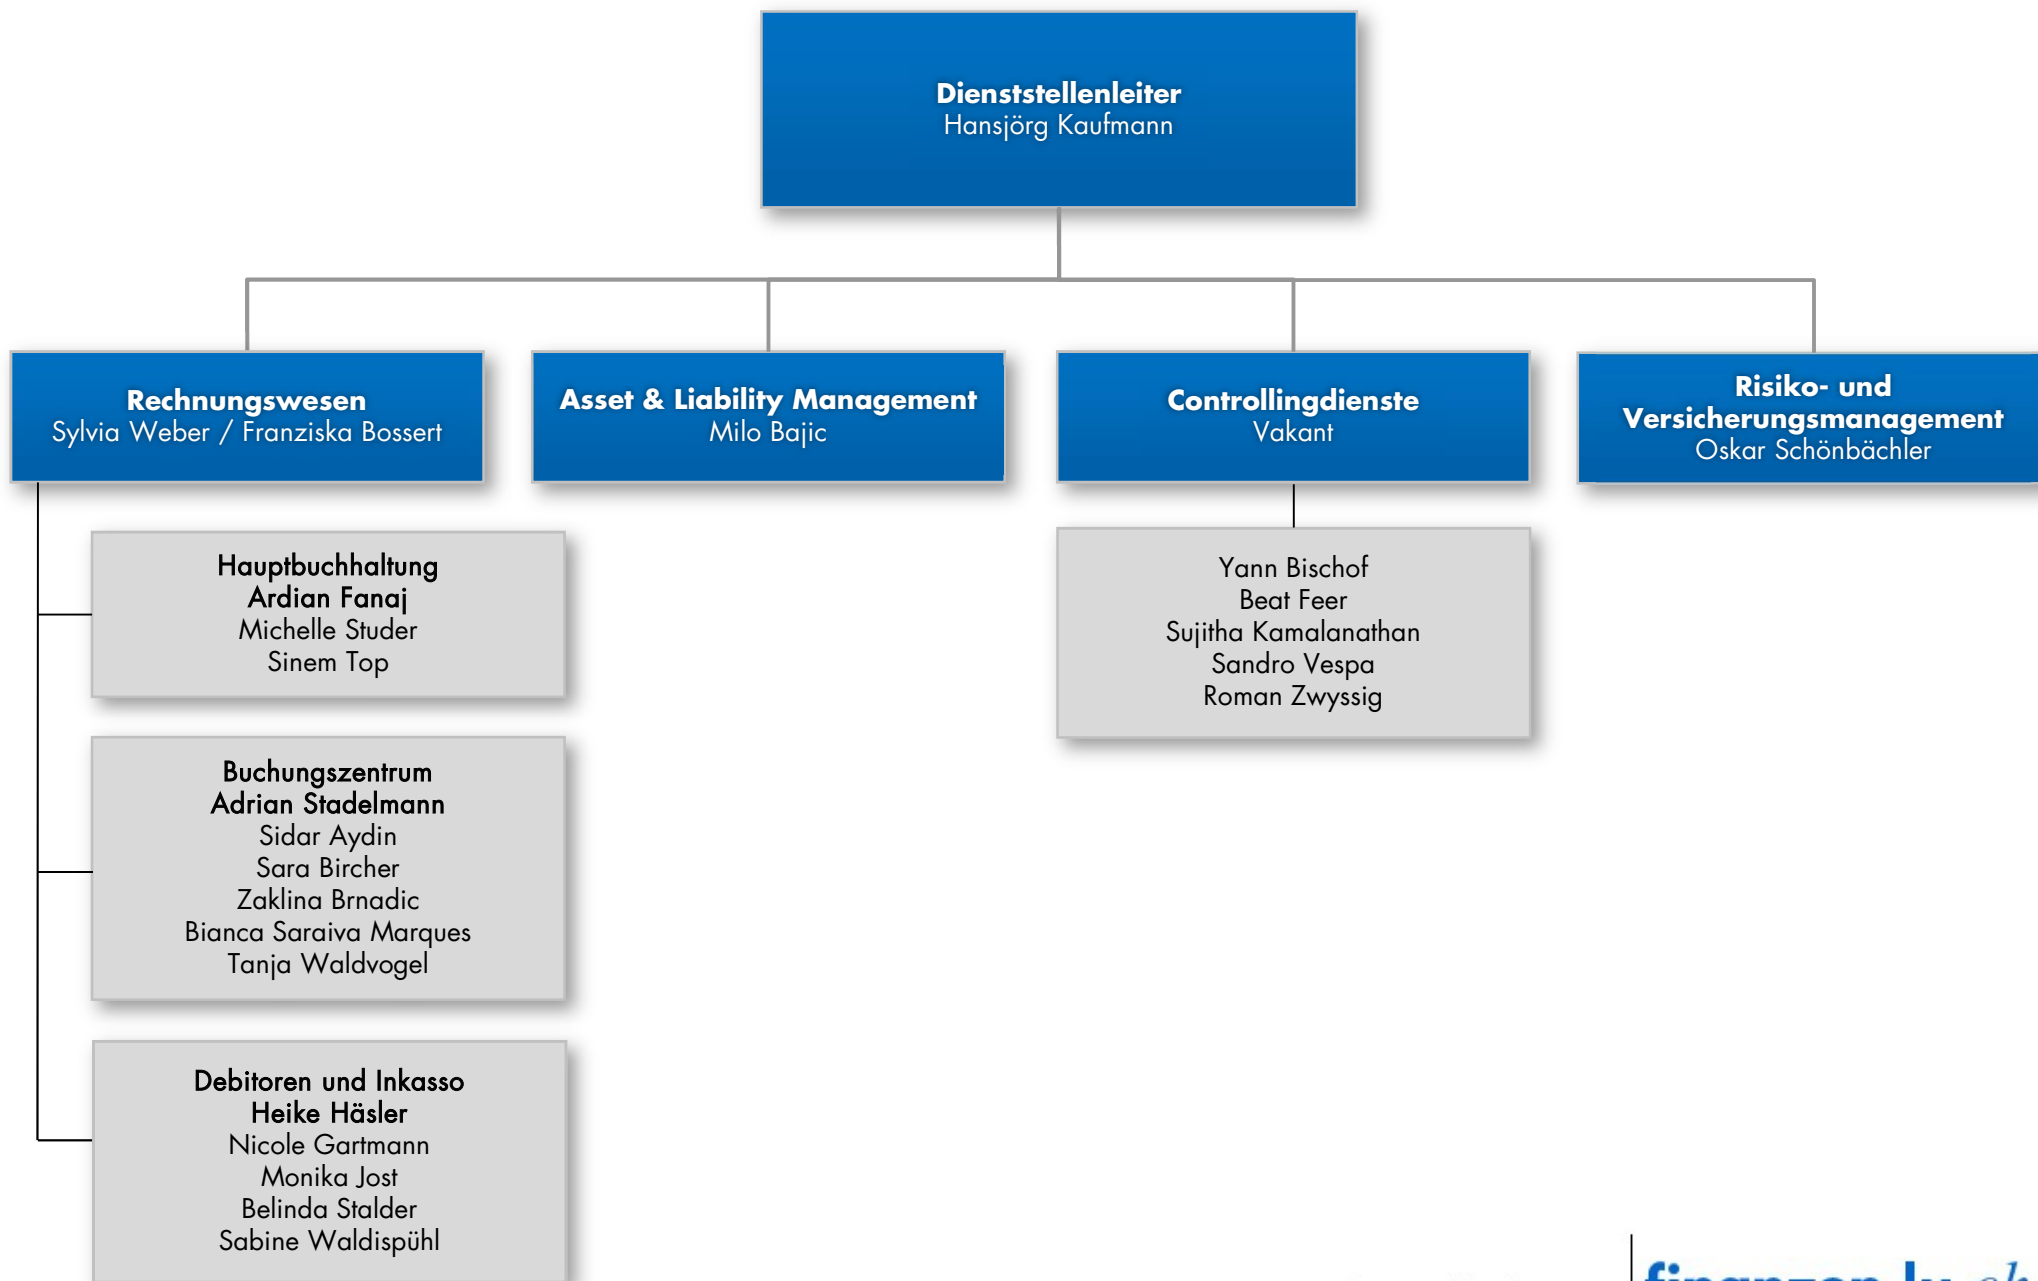 Dienststellenleiter
Hansjörg Kaufmann
Rechnungswesen
Sylvia Weber / Franziska Bossert
Asset & Liability Management
Milo Bajic
Controllingdienste
Vakant
Risiko- und
Versicherungsmanagement
Oskar Schönbächler
Hauptbuchhaltung
Ardian Fanaj
Michelle Studer
Sinem Top
Yann Bischof
Beat Feer
Sujitha Kamalanathan
Sandro Vespa
Roman Zwyssig
Buchungszentrum
Adrian Stadelmann
Sidar Aydin
Sara Bircher
Zaklina Brnadic
Bianca Saraiva Marques
Tanja Waldvogel
Debitoren und Inkasso
Heike Häsler
Nicole Gartmann
Monika Jost
Belinda Stalder
Sabine Waldispühl